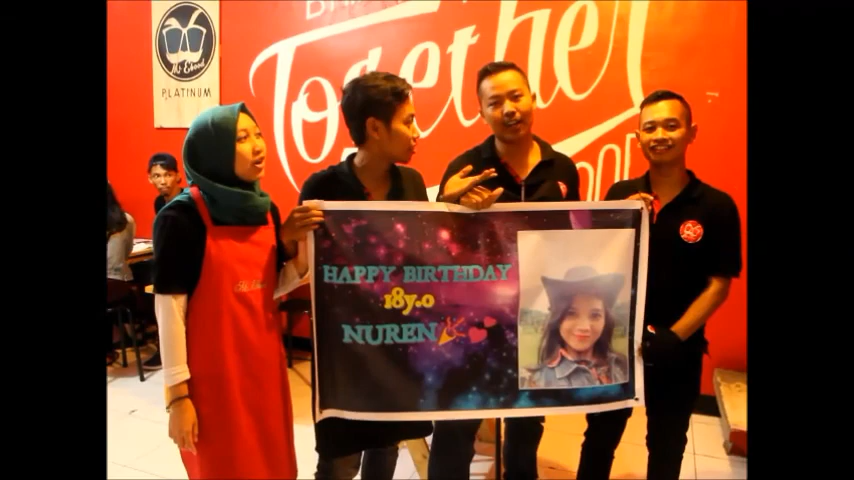 PLATINUM
Together
HAPPY BIRTHDAY
18y.o
NUREN